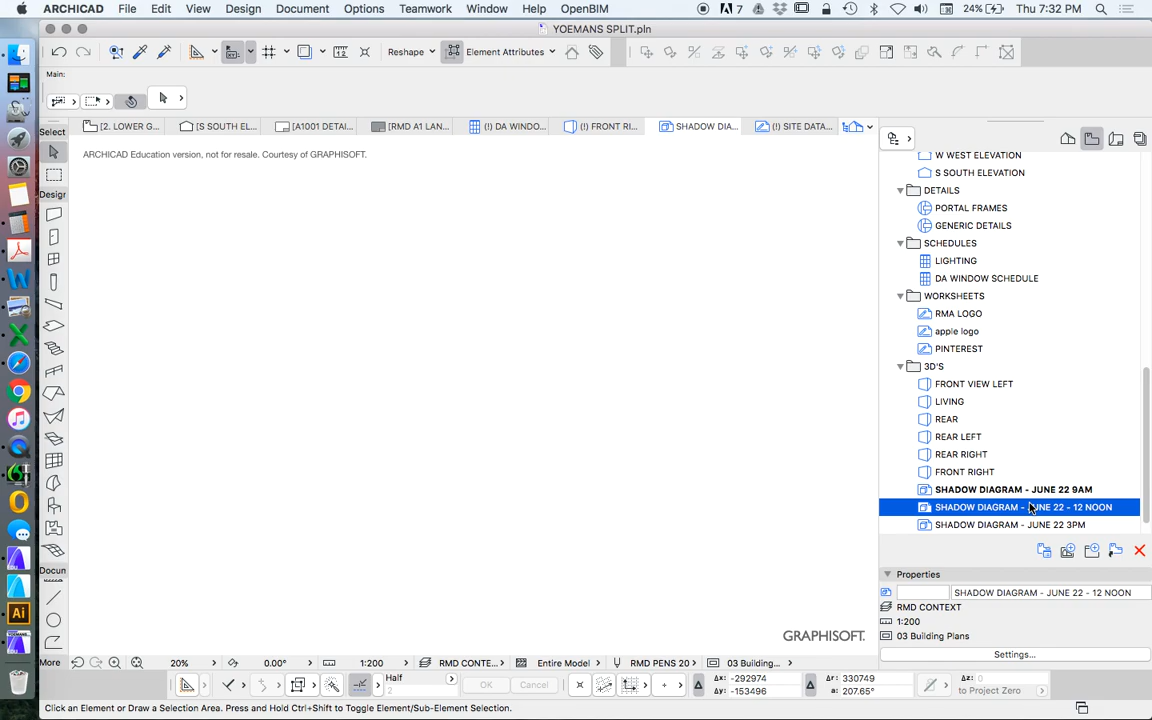 ARCHICAD File Edit View Design Document Options Teamwork Window Help OpenBIM 7 24% Thu 7:32 PM
YOEMANS SPLIT.pln
Reshape Element Attributes
Main:
Select [2. LOWER G... [S SOUTH EL... [A1001 DETAI... [RMD A1 LAN... (!) DA WINDO... (!) FRONT RI... SHADOW DIA... (!) SITE DATA...
ARCHICAD Education version, not for resale. Courtesy of GRAPHISOFT.
W WEST ELEVATION
S SOUTH ELEVATION
Design
DETAILS
PORTAL FRAMES
GENERIC DETAILS
SCHEDULES
LIGHTING
DA WINDOW SCHEDULE
WORKSHEETS
RMA LOGO
apple logo
PINTEREST
3D'S
FRONT VIEW LEFT
LIVING
REAR
REAR LEFT
REAR RIGHT
FRONT RIGHT
SHADOW DIAGRAM - JUNE 22 9AM
SHADOW DIAGRAM - JUNE 22 - 12 NOON
SHADOW DIAGRAM - JUNE 22 3PM
Docun
Properties
SHADOW DIAGRAM - JUNE 22 - 12 NOON
RMD CONTEXT
1:200
03 Building Plans
Settings...
GRAPHISOFT.
More 20% 0.00° 1:200 RMD CONTE... Entire Model RMD PENS 20 03 Building...
Half
2
OK Cancel
Δx: -292974
Δy: -153496
Δr: 330749
a: 207.65°
Δz: 0
to Project Zero
Click an Element or Draw a Selection Area. Press and Hold Ctrl+Shift to Toggle Element/Sub-Element Selection.